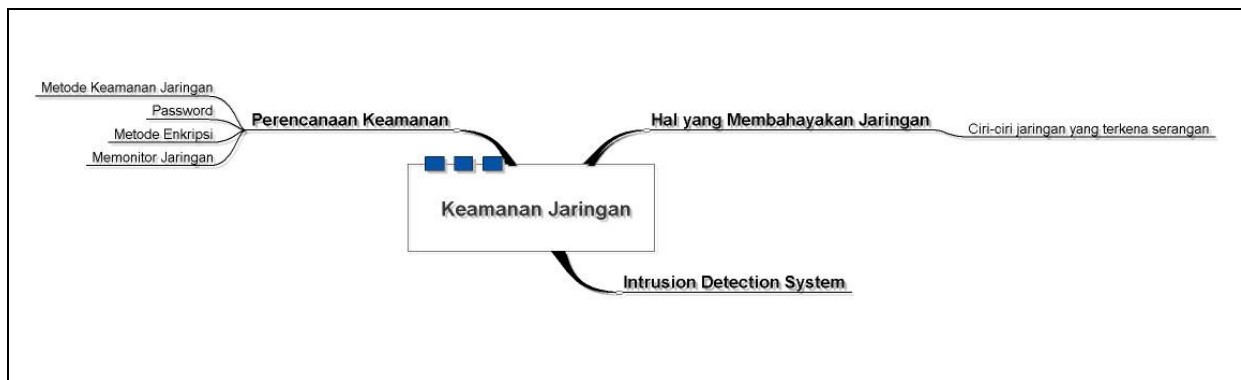 Metode Keamanan Jaringan
Password
Metode Enkripsi
Memonitor Jaringan
Perencanaan Keamanan
Hal yang Membahayakan Jaringan
Ciri-ciri jaringan yang terkena serangan
Keamanan Jaringan
Intrusion Detection System